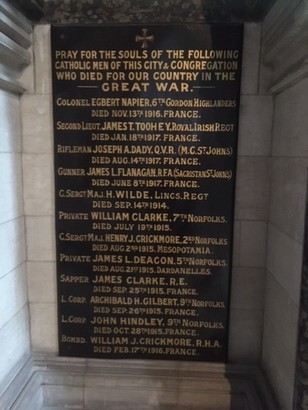 PRAY FOR THE SOULS OF THE FOLLOWING
CATHOLIC MEN OF THIS CITY & CONGREGATION
WHO DIED FOR OUR COUNTRY IN THE
GREAT WAR.
COLONEL EGBERT NAPIER, 6TH GORDON HIGHLANDERS
DIED NOV. 13TH 1916. FRANCE.
SECOND LIEUT. JAMES T. TOOHEY, ROYAL IRISH REGT
DIED JAN. 18TH 1917. FRANCE.
RIFLEMAN JOSEPH A. DADY, Q.V.R. (M.C. ST JOHNS)
DIED AUG. 14TH 1917. FRANCE.
GUNNER JAMES L. FLANAGAN, R.F.A (SACRISTAN ST JOHNS)
DIED JUNE 8TH 1917. FRANCE.
C. SERGT MAJ. H. WILDE, LINCS. REGT
DIED SEP. 14TH 1914.
PRIVATE WILLIAM CLARKE, 7TH NORFOLKS.
DIED JULY 19TH 1915.
C. SERGT MAJ. HENRY J. CRICKMORE, 2ND NORFOLKS
DIED AUG. 2ND 1915. MESOPOTAMIA.
PRIVATE JAMES L. DEACON, 5TH NORFOLKS.
DIED AUG. 21ST 1915. DARDANELLES.
SAPPER JAMES CLARKE, R.E.
DIED SEP. 25TH 1915. FRANCE.
L. CORP. ARCHIBALD H. GILBERT, 9TH NORFOLKS.
DIED SEP. 26TH 1915. FRANCE.
L. CORP. JOHN HINDLEY, 9TH NORFOLKS.
DIED OCT. 28TH 1915. FRANCE.
BOMBD. WILLIAM J. CRICKMORE, R.H.A.
DIED FEB. 17TH 1916. FRANCE.